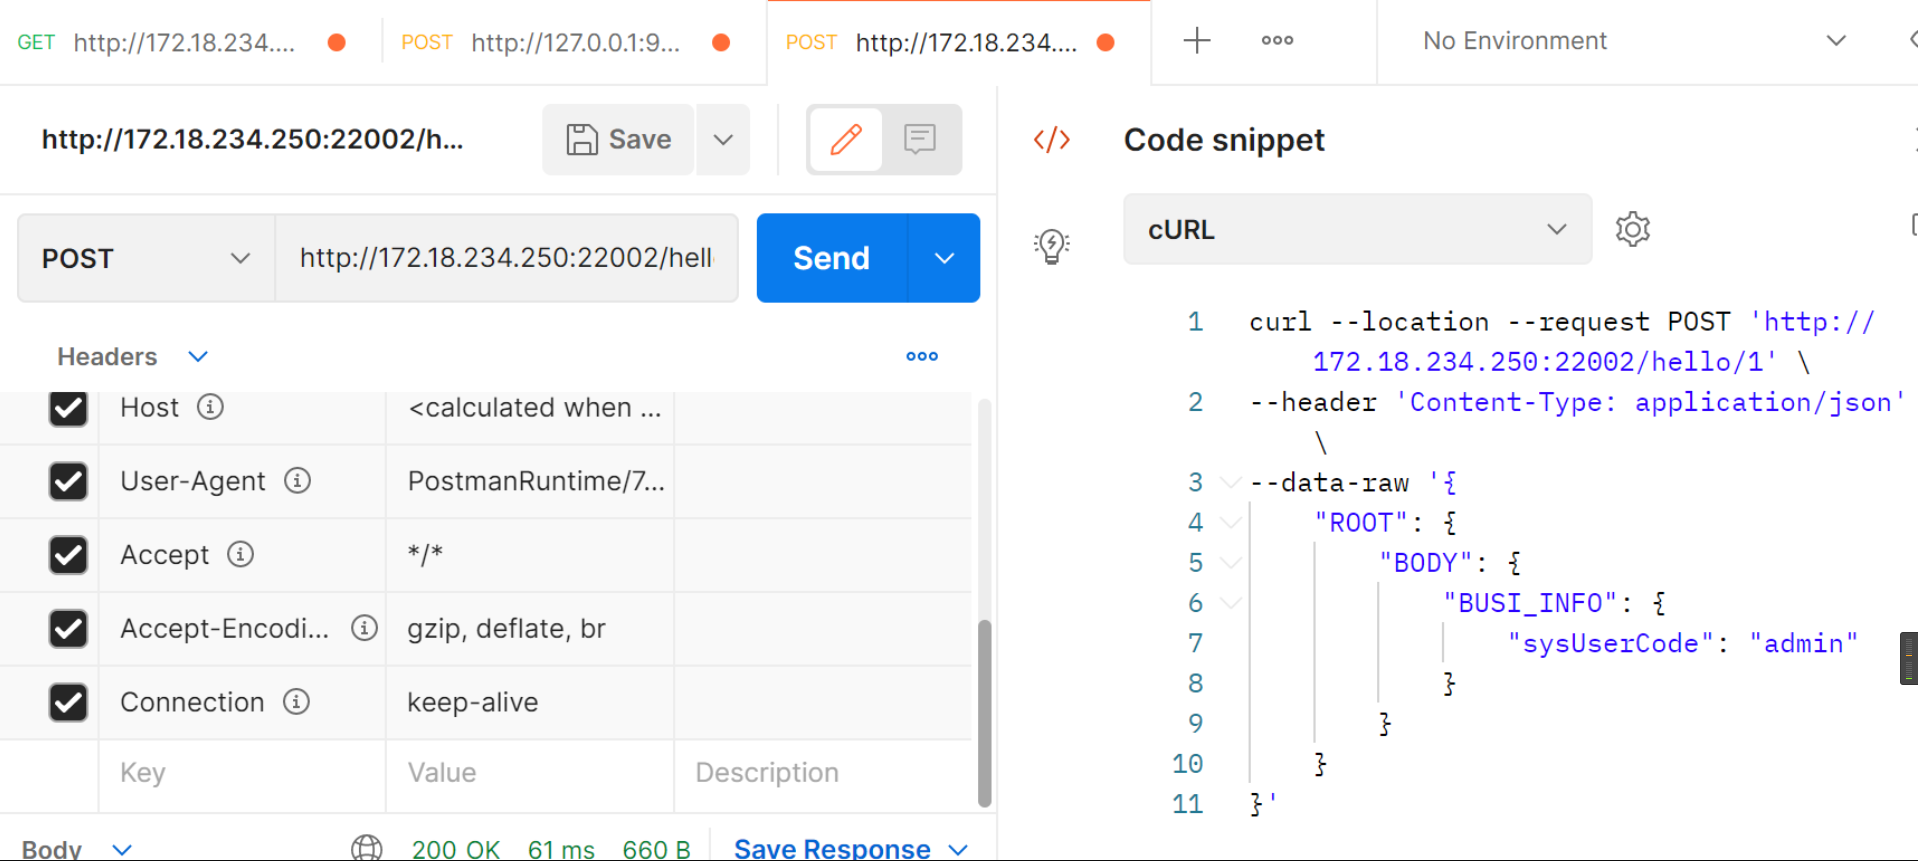 GET http://172.18.234.... POST http://127.0.0.1:9... POST http://172.18.234.... No Environment
http://172.18.234.250:22002/h... Save
Code snippet
POST http://172.18.234.250:22002/hell Send
cURL
Headers
Host <calculated when ...
User-Agent PostmanRuntime/7...
Accept */*
Accept-Encodi... gzip, deflate, br
Connection keep-alive
Key Value Description
Body 200 OK 61 ms 660 B Save Response
1 curl --location --request POST 'http://
172.18.234.250:22002/hello/1' \
2 --header 'Content-Type: application/json'
\
3 --data-raw '{
4 "ROOT": {
5 "BODY": {
6 "BUSI_INFO": {
7 "sysUserCode": "admin"
8 }
9 }
10 }
11 }'